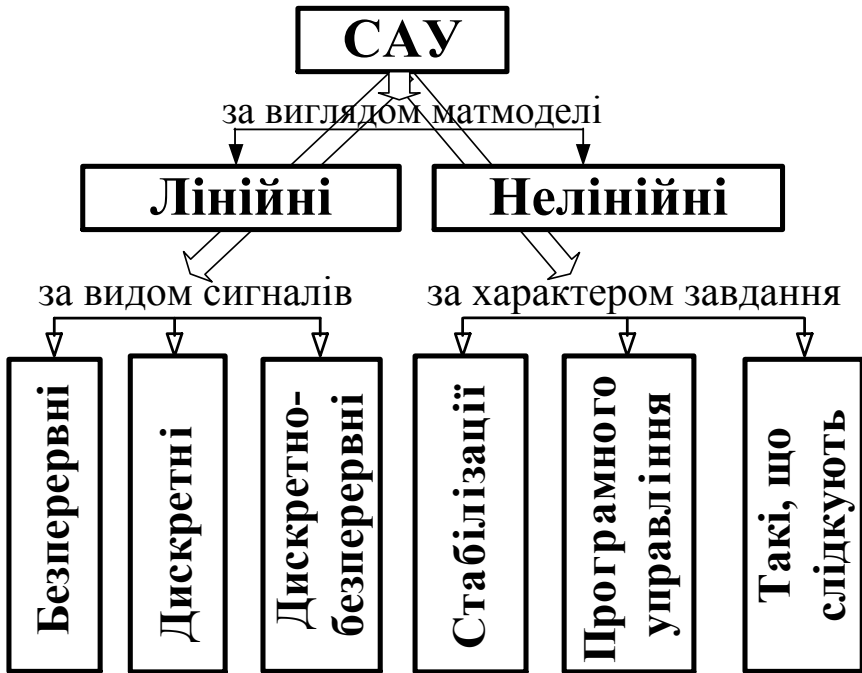 САУ
за виглядом матмоделі
Лінійні
Нелінійні
за видом сигналів
за характером завдання
Безперервні
Дискретні
Дискретно-
безперервні
Стабілізації
Програмного
управління
Такі, що
слідкують